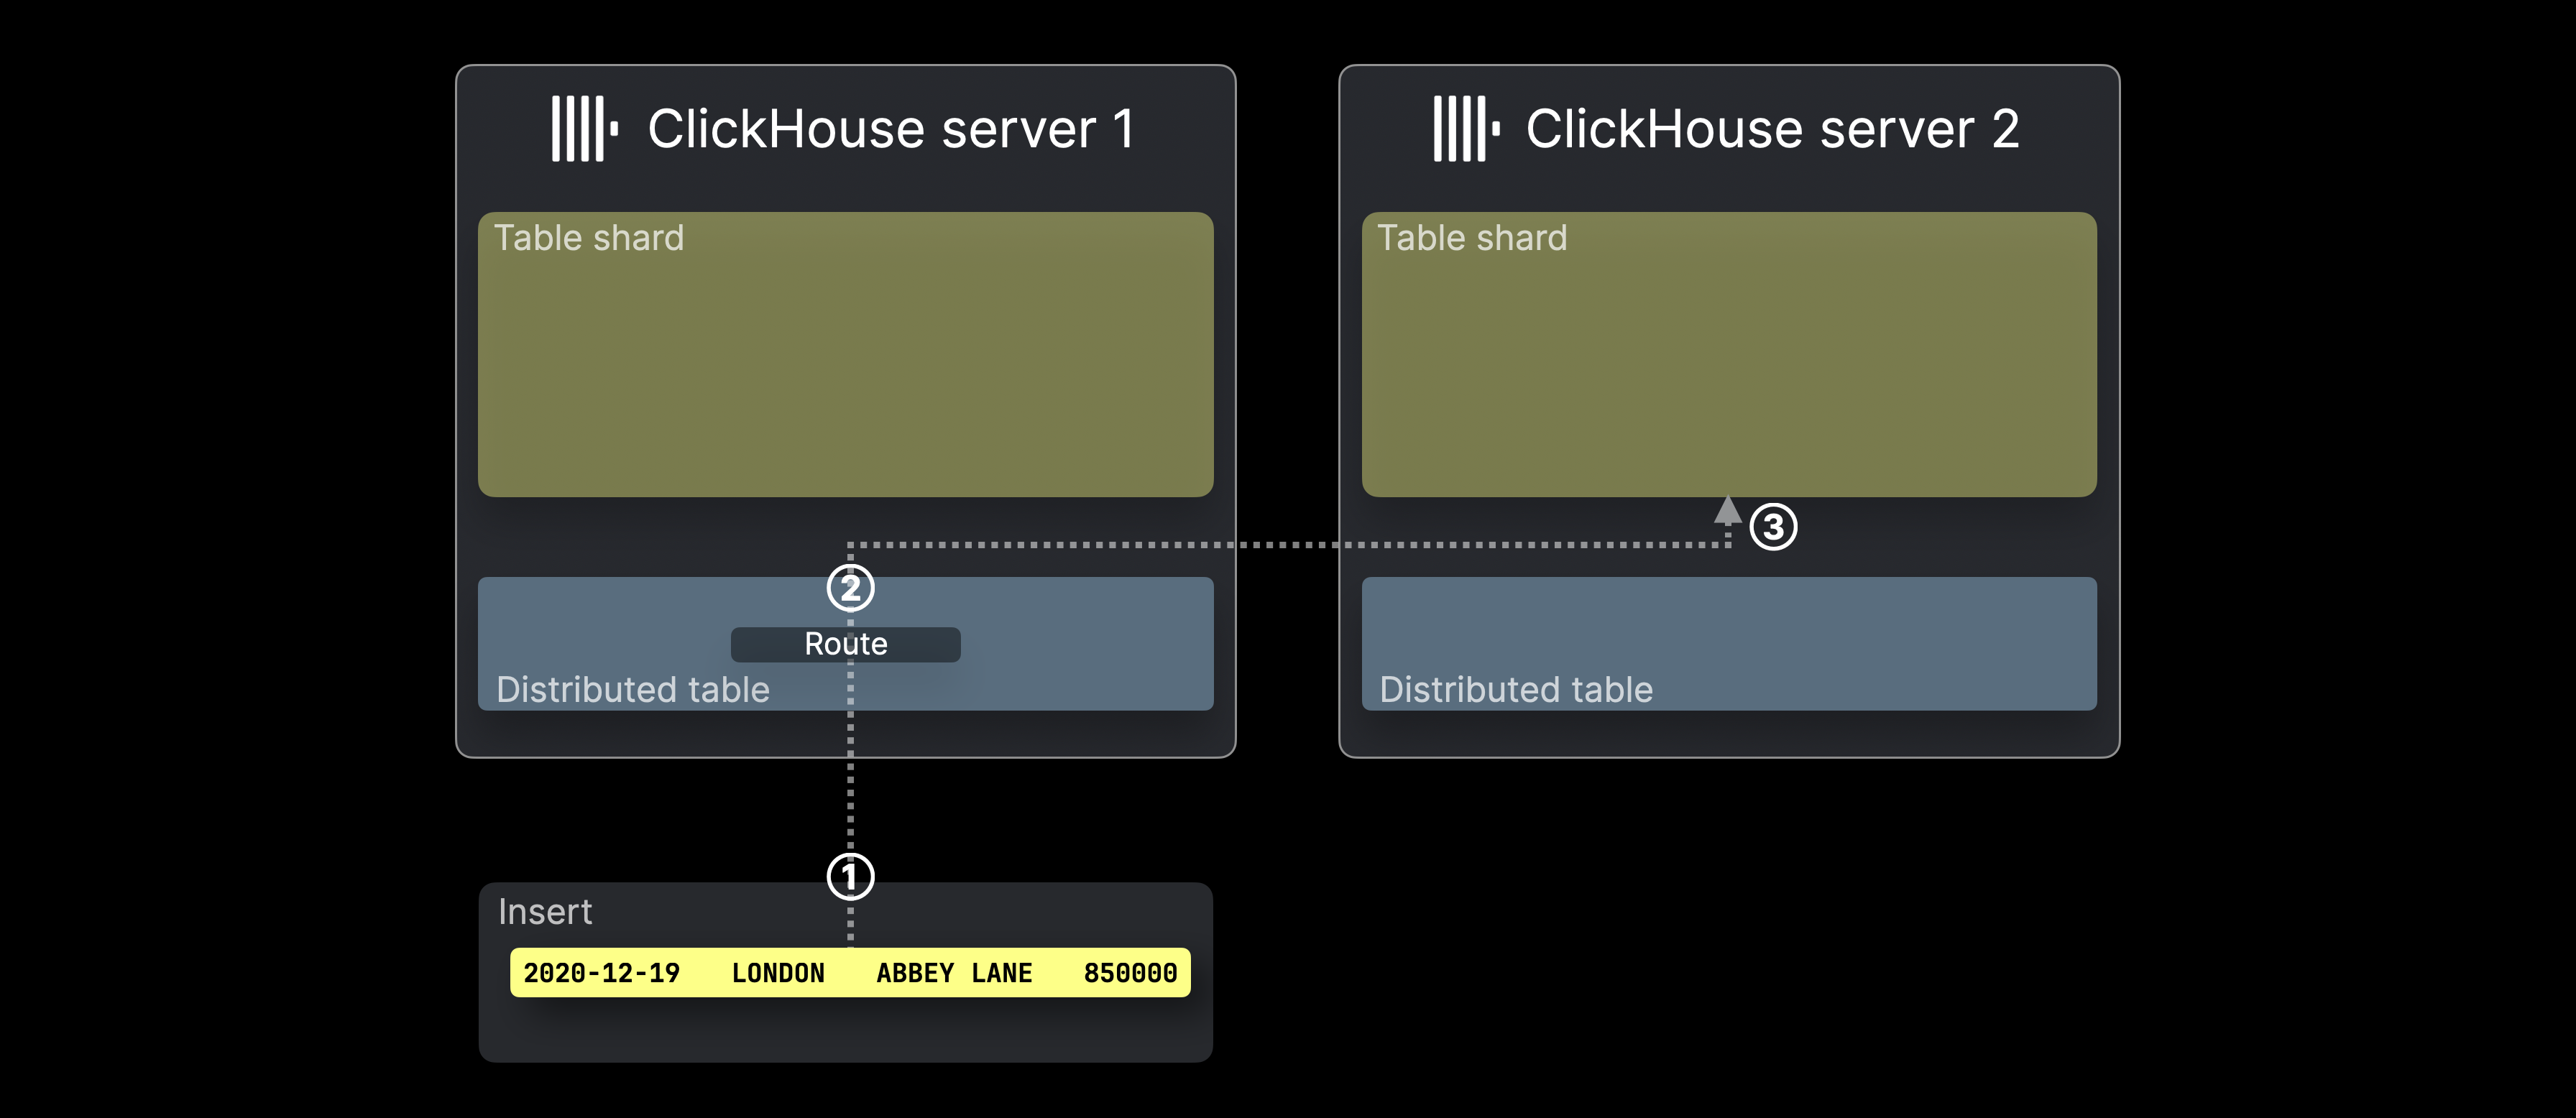 ClickHouse server 1
Table shard
2
Route
Distributed table
ClickHouse server 2
Table shard
3
Distributed table
1
Insert
2020-12-19 LONDON ABBEY LANE 850000